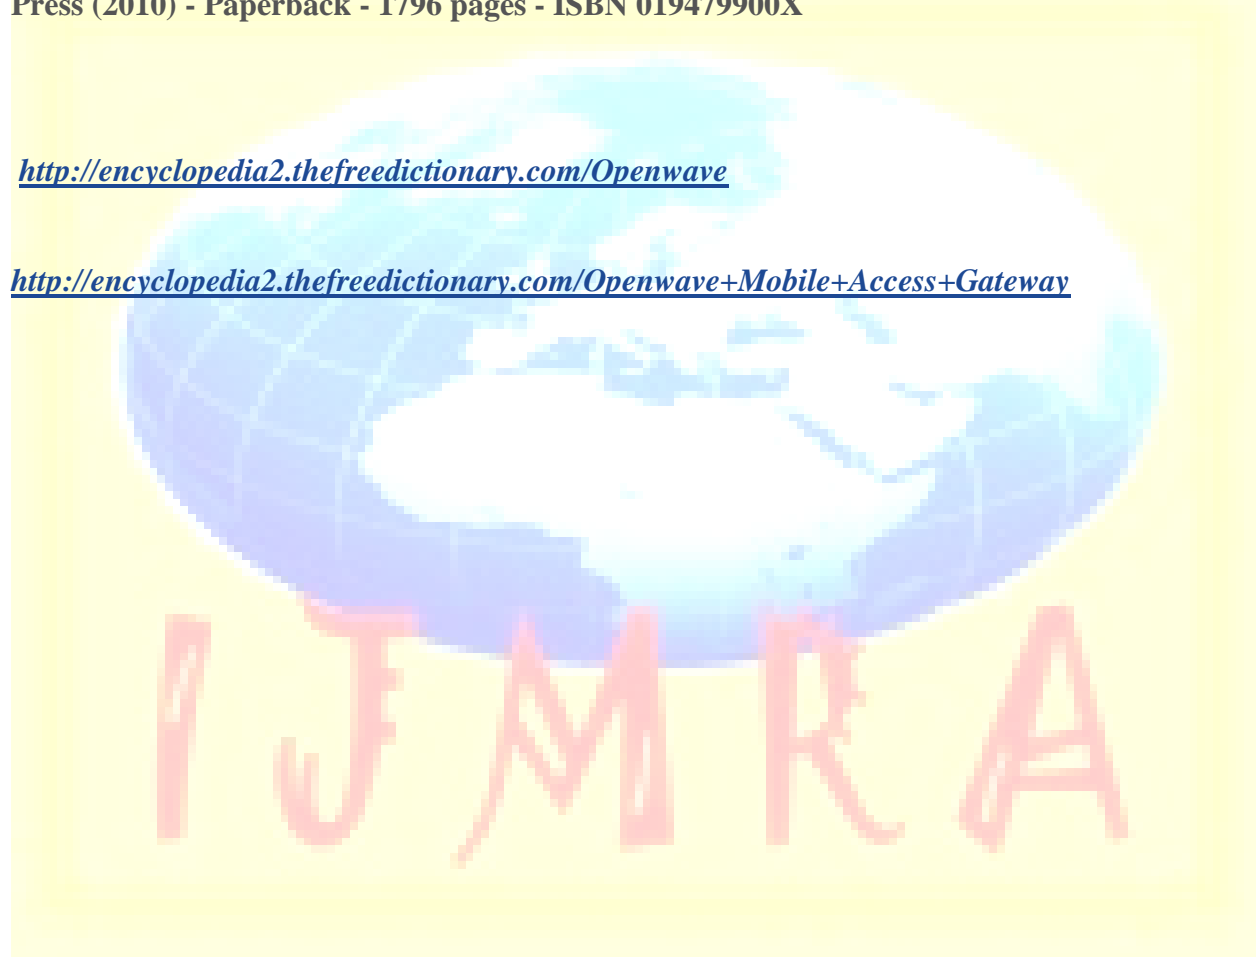 Press (2010) - Paperback - 1796 pages - ISBN 019479900X
http://encyclopedia2.thefreedictionary.com/Openwave
http://encyclopedia2.thefreedictionary.com/Openwave+Mobile+Access+Gateway
IJMRA